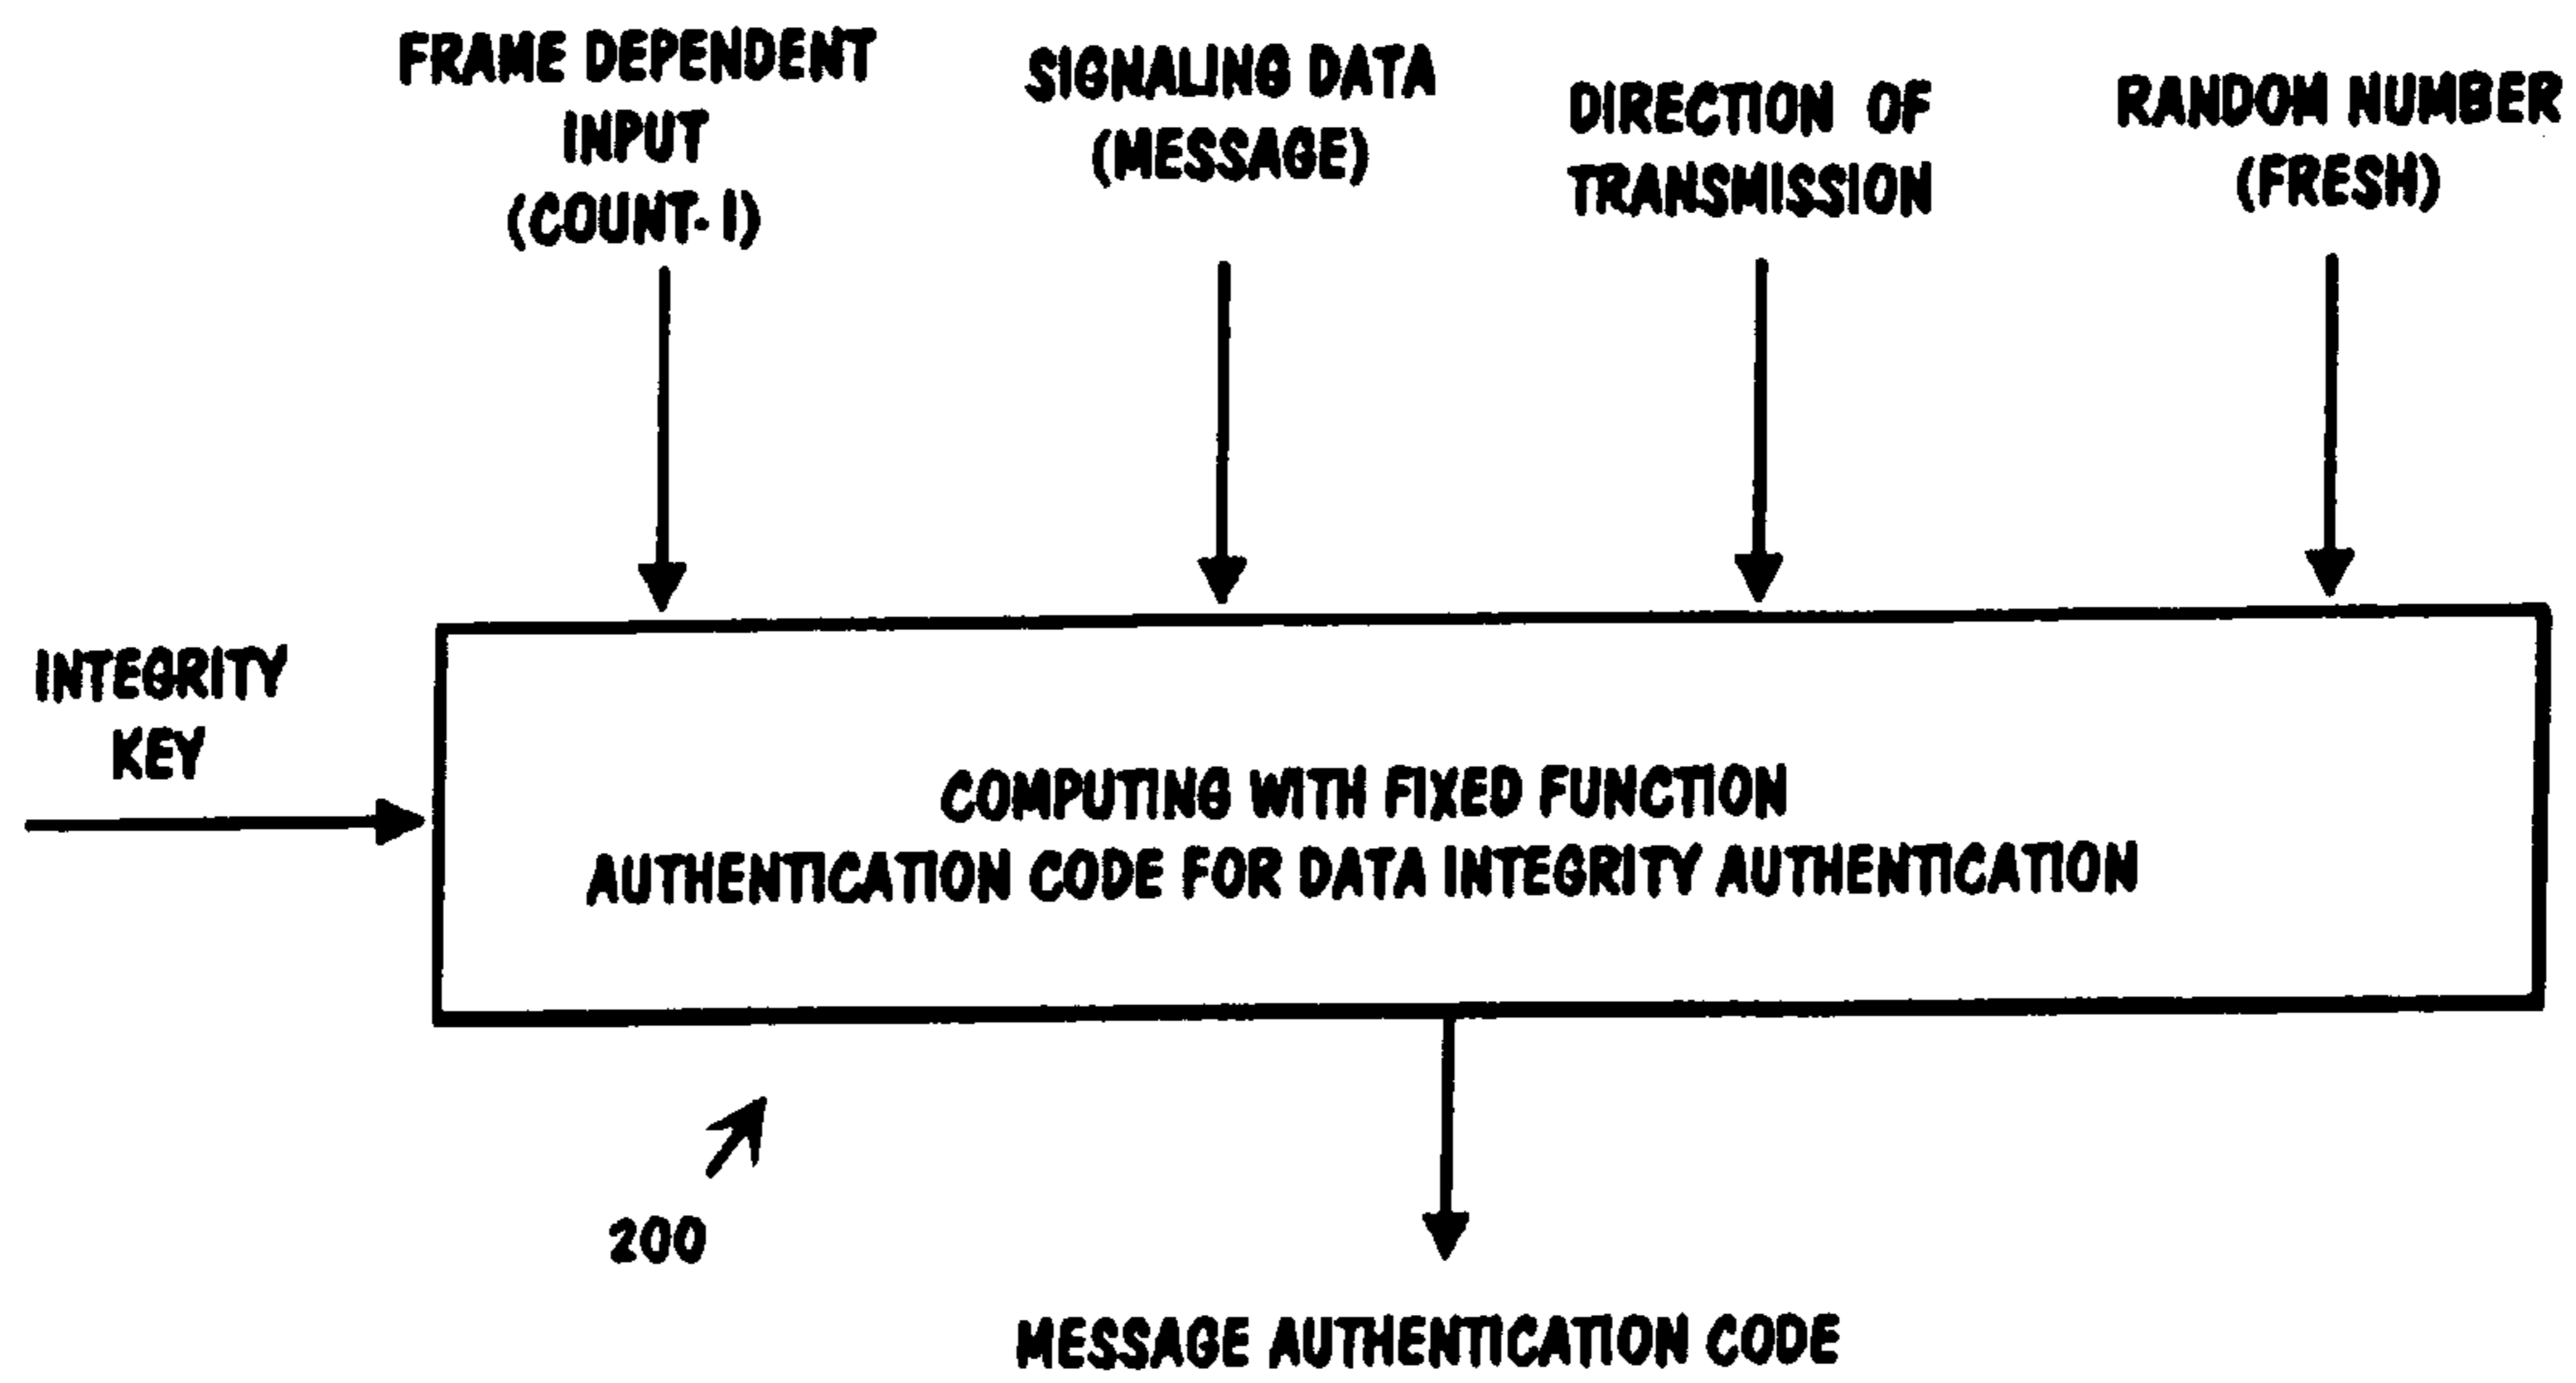 FRAME DEPENDENT
INPUT
(COUNT-I)
SIGNALING DATA
(MESSAGE)
DIRECTION OF
TRANSMISSION
RANDOM NUMBER
(FRESH)
INTEGRITY
KEY
COMPUTING WITH FIXED FUNCTION
AUTHENTICATION CODE FOR DATA INTEGRITY AUTHENTICATION
200
MESSAGE AUTHENTICATION CODE